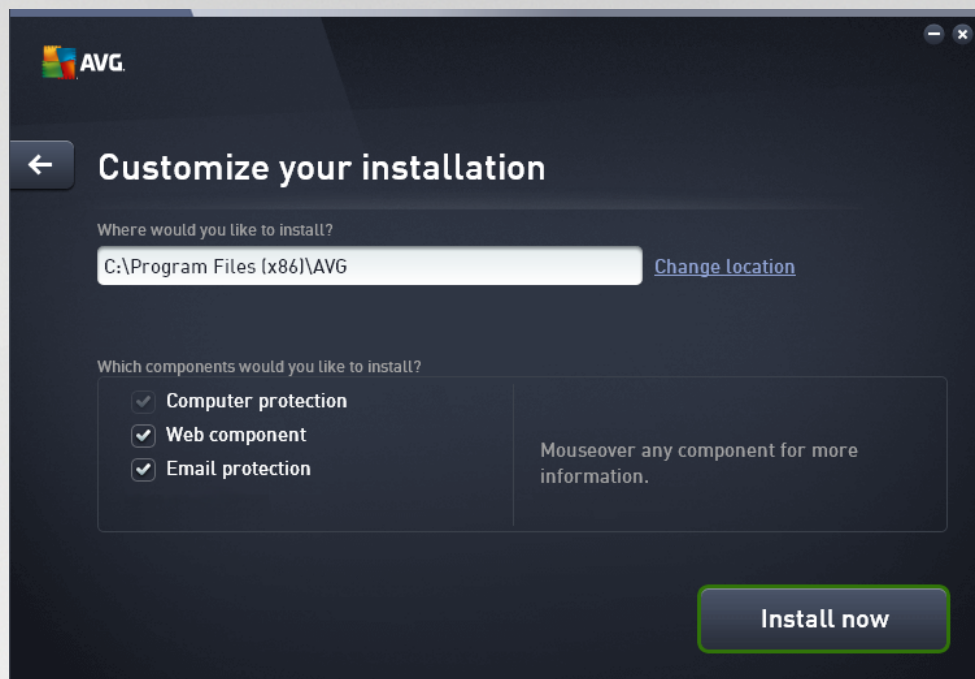 AVG.
Customize your installation
Where would you like to install?
C:\Program Files (x86)\AVG
Change location
Which components would you like to install?
Computer protection
Web component
Email protection
Mouseover any component for more
information.
Install now